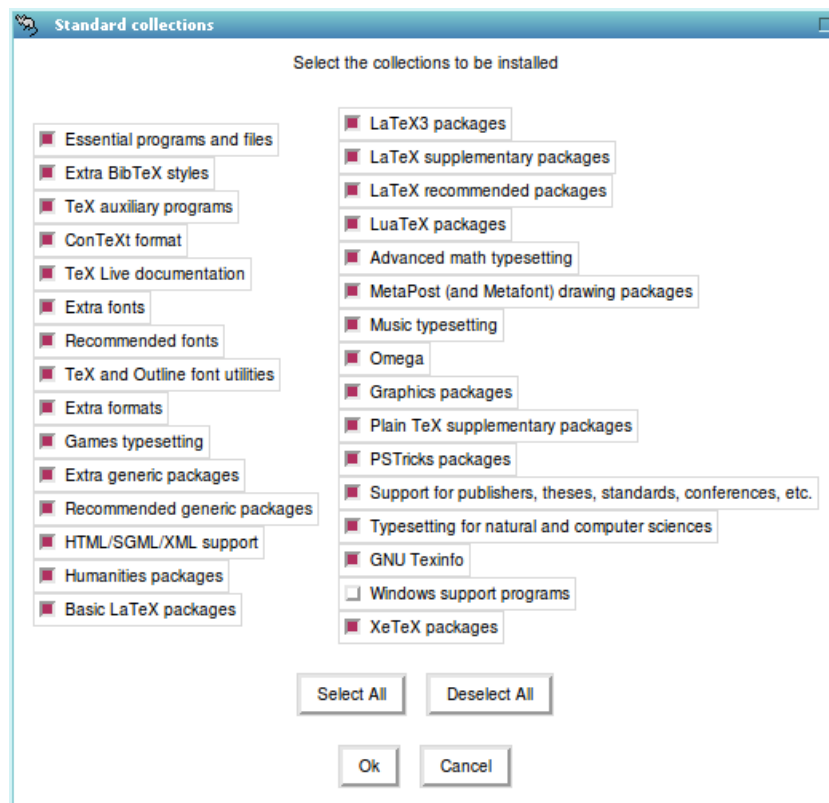 Standard collections
Select the collections to be installed
Essential programs and files
Extra BibTeX styles
TeX auxiliary programs
ConTeXt format
TeX Live documentation
Extra fonts
Recommended fonts
TeX and Outline font utilities
Extra formats
Games typesetting
Extra generic packages
Recommended generic packages
HTML/SGML/XML support
Humanities packages
Basic LaTeX packages
LaTeX3 packages
LaTeX supplementary packages
LaTeX recommended packages
LuaTeX packages
Advanced math typesetting
MetaPost (and Metafont) drawing packages
Music typesetting
Omega
Graphics packages
Plain TeX supplementary packages
PSTricks packages
Support for publishers, theses, standards, conferences, etc.
Typesetting for natural and computer sciences
GNU Texinfo
Windows support programs
XeTeX packages
Select All
Deselect All
Ok
Cancel